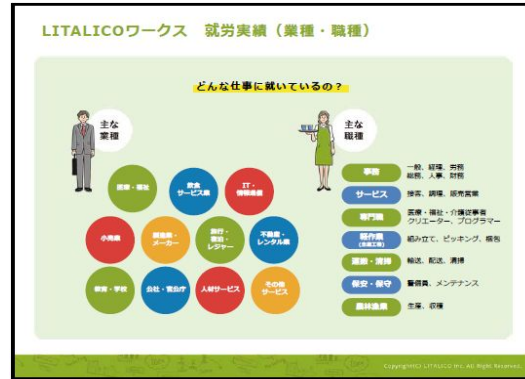 LITALICOワークス　就労実績（業種・職種）
どんな仕事に就いているの？
主な
業種
医療・福祉
飲食
サービス業
IT・
情報通信
小売業
製造業・
メーカー
旅行・
宿泊・
レジャー
不動産・
レンタル業
教育・学校
公社・官公庁
人材サービス
その他
サービス
主な
職種
事務
一般、経理、労務
総務、人事、財務
サービス
接客、調理、販売営業
専門職
医療・福祉・介護従事者
クリエーター、プログラマー
軽作業
組み立て、ピッキング、梱包
運搬・清掃
輸送、配送、清掃
保安・保守
警備員、メンテナンス
農林漁業
生産、収穫
Copyright(C) LITALICO Inc. All Right Reserved.